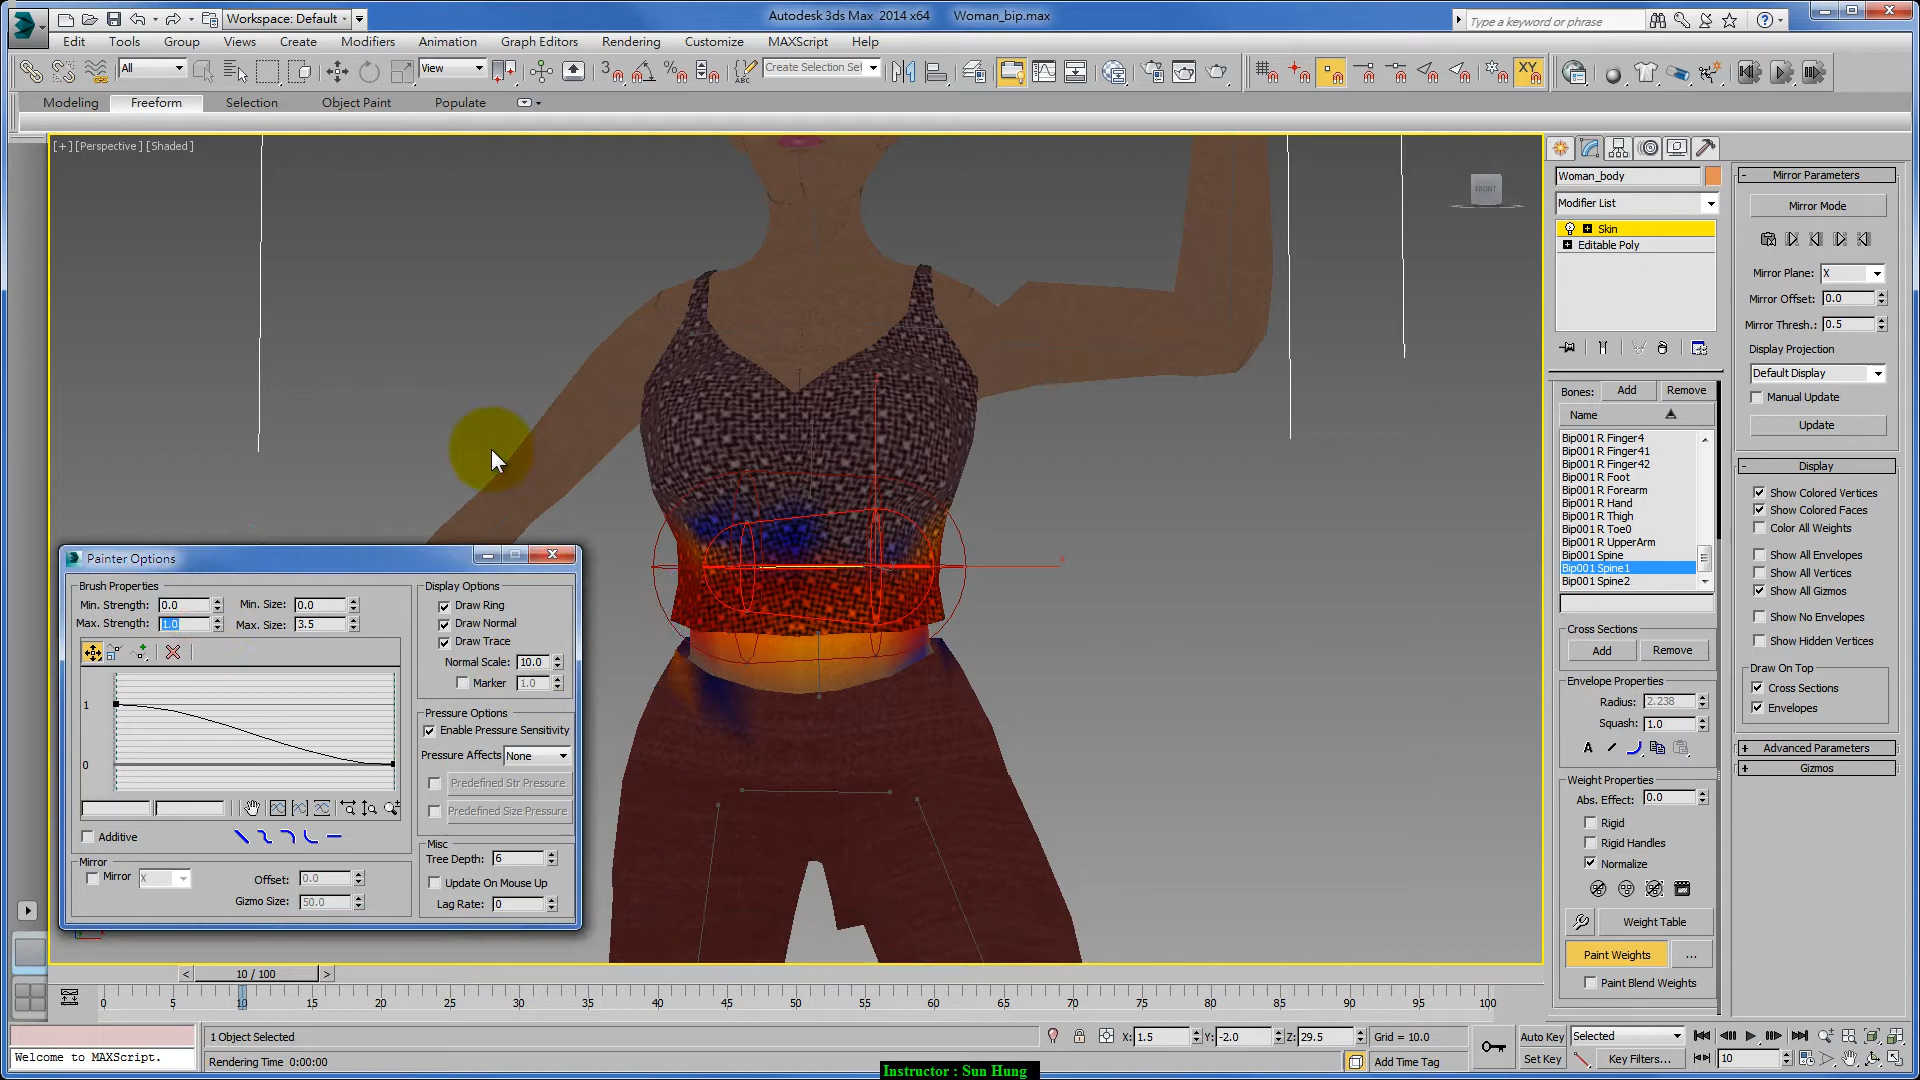 Workspace: Default
Autodesk 3ds Max 2014 x64 Woman_bip.max
Type a keyword or phrase
Edit Tools Group Views Create Modifiers Animation Graph Editors Rendering Customize MAXScript Help
All
View
Create Selection Set
XY
Modeling Freeform Selection Object Paint Populate
[+] [Perspective] [Shaded]
FRONT
x
Woman_body
Modifier List
Skin
Editable Poly
Bones: Add Remove
Name
Bip001 R Finger4
Bip001 R Finger41
Bip001 R Finger42
Bip001 R Foot
Bip001 R Forearm
Bip001 R Hand
Bip001 R Thigh
Bip001 R Toe0
Bip001 R UpperArm
Bip001 Spine
Bip001 Spine1
Bip001 Spine2
Cross Sections
Add Remove
Envelope Properties
Radius: 2.238
Squash: 1.0
A
Weight Properties
Abs. Effect: 0.0
Rigid
Rigid Handles
Normalize
Weight Table
Paint Weights ...
Paint Blend Weights
- Mirror Parameters
Mirror Mode
Mirror Plane: X
Mirror Offset: 0.0
Mirror Thresh.: 0.5
Display Projection
Default Display
Manual Update
Update
- Display
Show Colored Vertices
Show Colored Faces
Color All Weights
Show All Envelopes
Show All Vertices
Show All Gizmos
Show No Envelopes
Show Hidden Vertices
Draw On Top
Cross Sections
Envelopes
+ Advanced Parameters
+ Gizmos
Painter Options
Brush Properties
Min. Strength: 0.0 Min. Size: 0.0
Max. Strength: 1.0 Max. Size: 3.5
1
0
Additive
Mirror
Mirror X Offset: 0.0
Gizmo Size: 50.0
Display Options
Draw Ring
Draw Normal
Draw Trace
Normal Scale: 10.0
Marker 1.0
Pressure Options
Enable Pressure Sensitivity
Pressure Affects None
Predefined Str Pressure
Predefined Size Pressure
Misc
Tree Depth: 6
Update On Mouse Up
Lag Rate: 0
< 10 / 100 >
0 5 10 15 20 25 30 35 40 45 50 55 60 65 70 75 80 85 90 95 100
Welcome to MAXScript.
1 Object Selected
Rendering Time 0:00:00
X: 1.5 Y: -2.0 Z: 29.5 Grid = 10.0
Add Time Tag
Auto Key Selected
Set Key Key Filters...
10
Instructor : Sun Hung